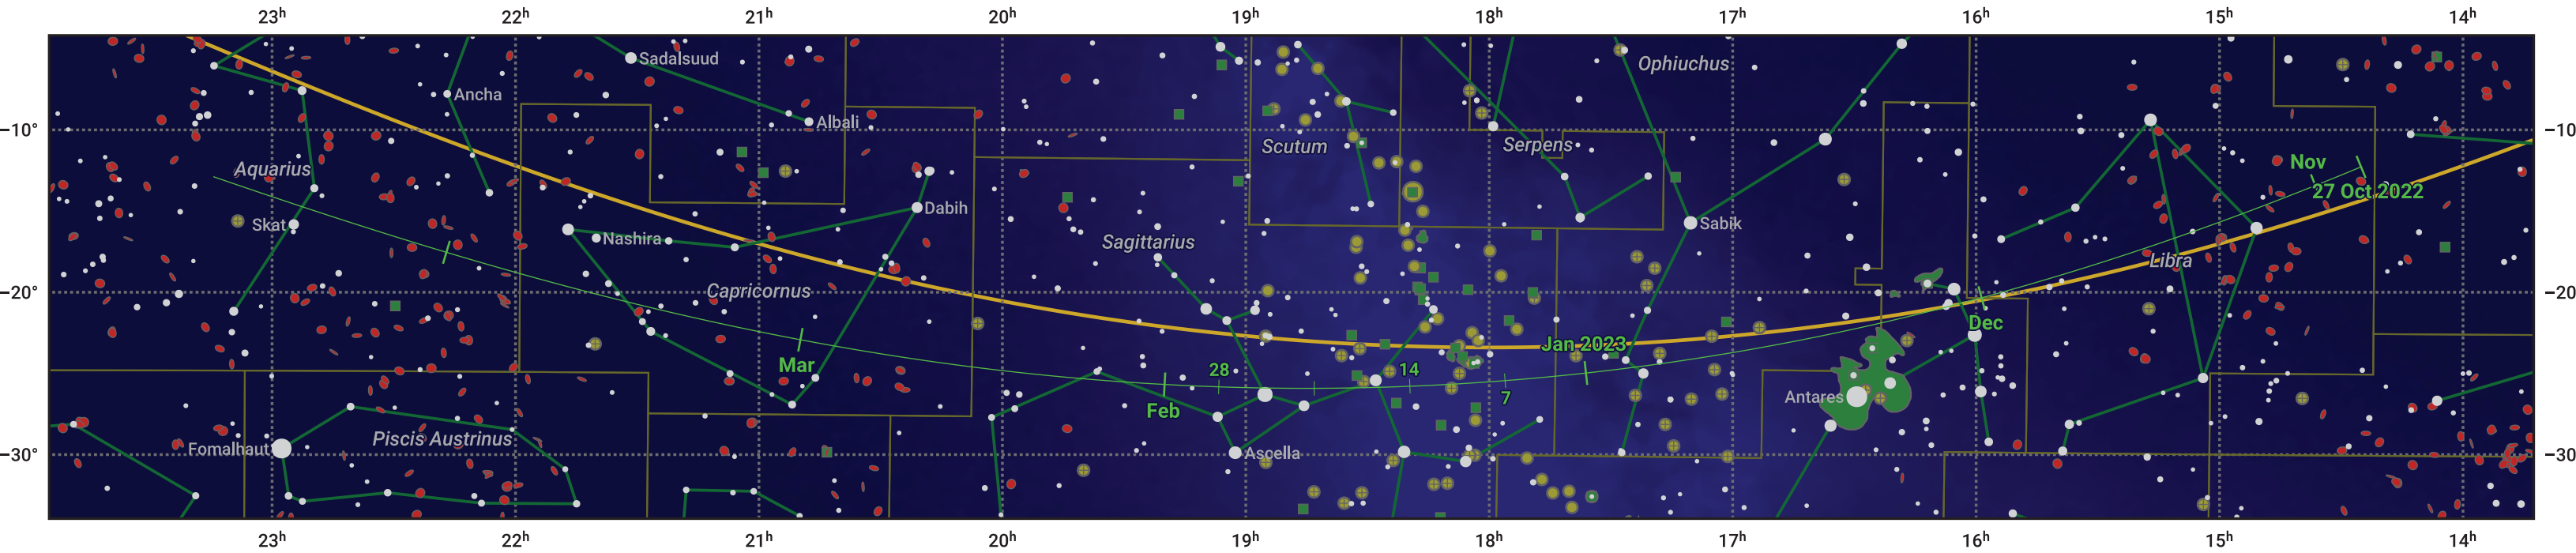 23h 22h 21h 20h 19h 18h 17h 16h 15h 14h
Sadalsuud
Ophiuchus
Ancha
Albali
−10° −10
Scutum
Serpens
Nov
Aquarius
27 Oct 2022
Dabih
Skat
Nashira
Sabik
Sagittarius
Libra
Capricornus
−20° −20
Dec
Jan 2023
Mar
28
14
7
Feb
Antares
Piscis Austrinus
Fomalhaut
Ascella
−30° −30
23h 22h 21h 20h 19h 18h 17h 16h 15h 14h